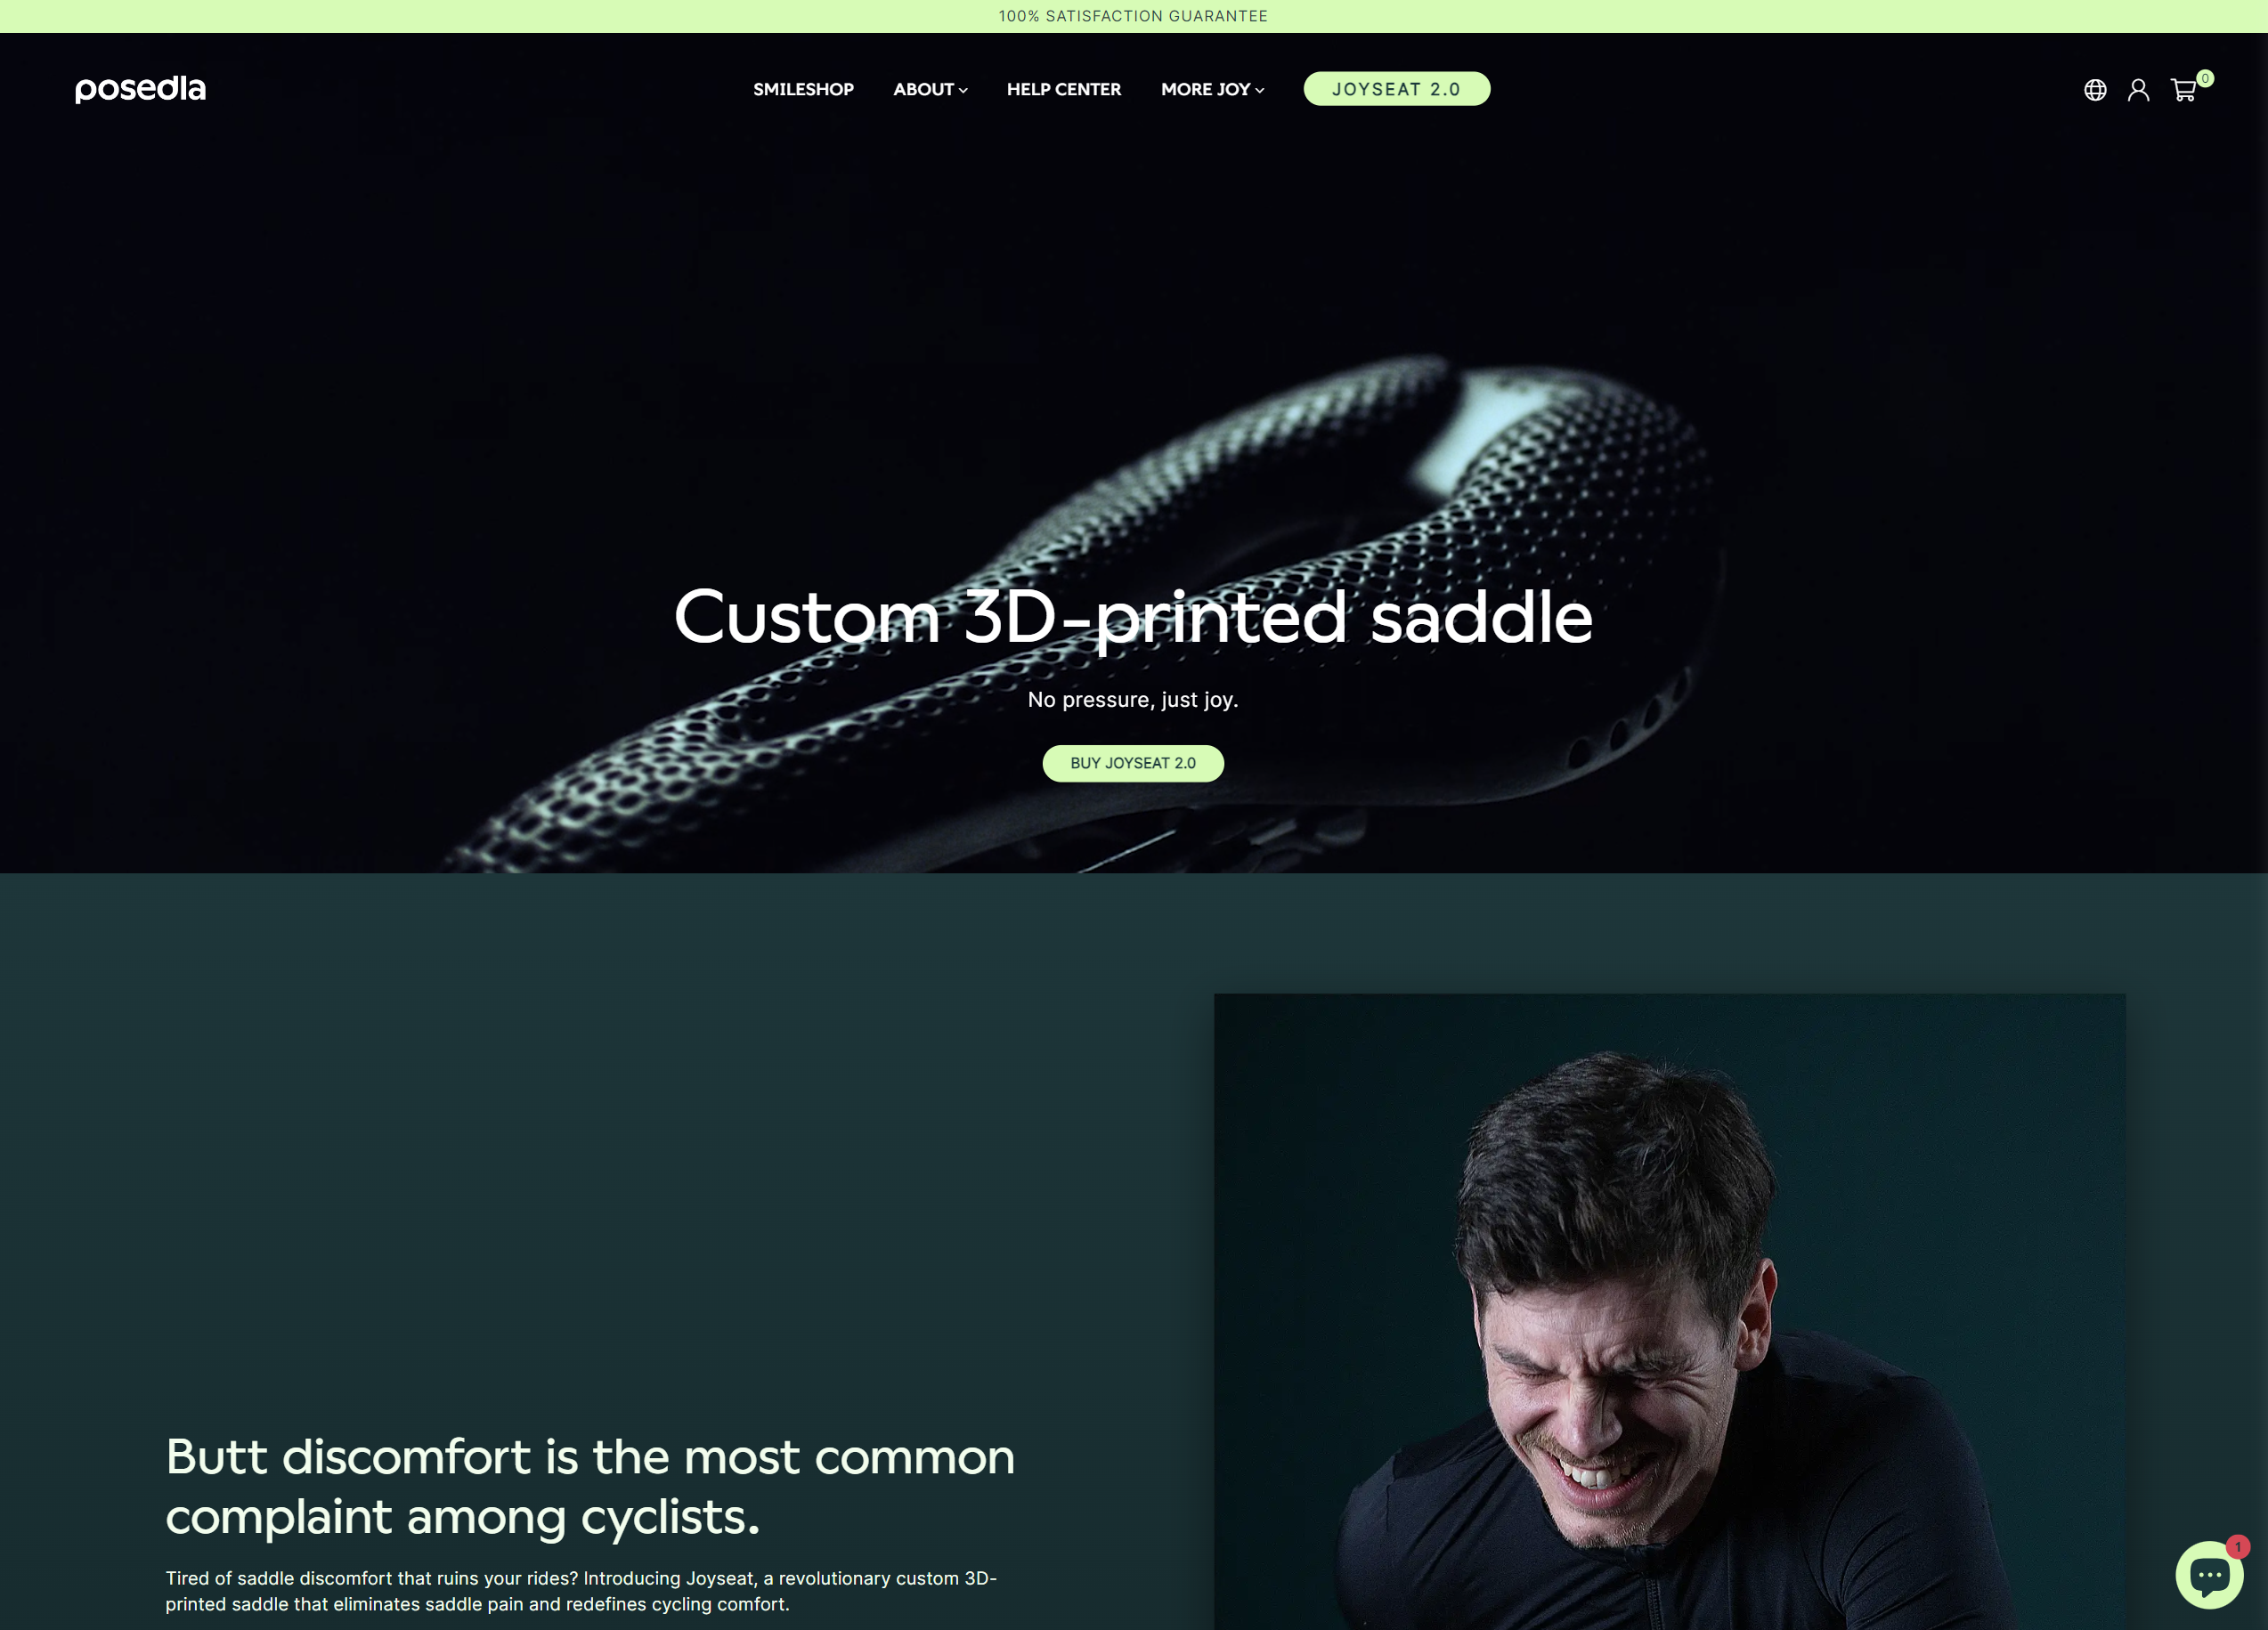 100% SATISFACTION GUARANTEE
posedla
SMILESHOP
ABOUT
HELP CENTER
MORE JOY
JOYSEAT 2.0
0
Custom 3D-printed saddle
No pressure, just joy.
BUY JOYSEAT 2.0
Butt discomfort is the most common
complaint among cyclists.
Tired of saddle discomfort that ruins your rides? Introducing Joyseat, a revolutionary custom 3D-
printed saddle that eliminates saddle pain and redefines cycling comfort.
1